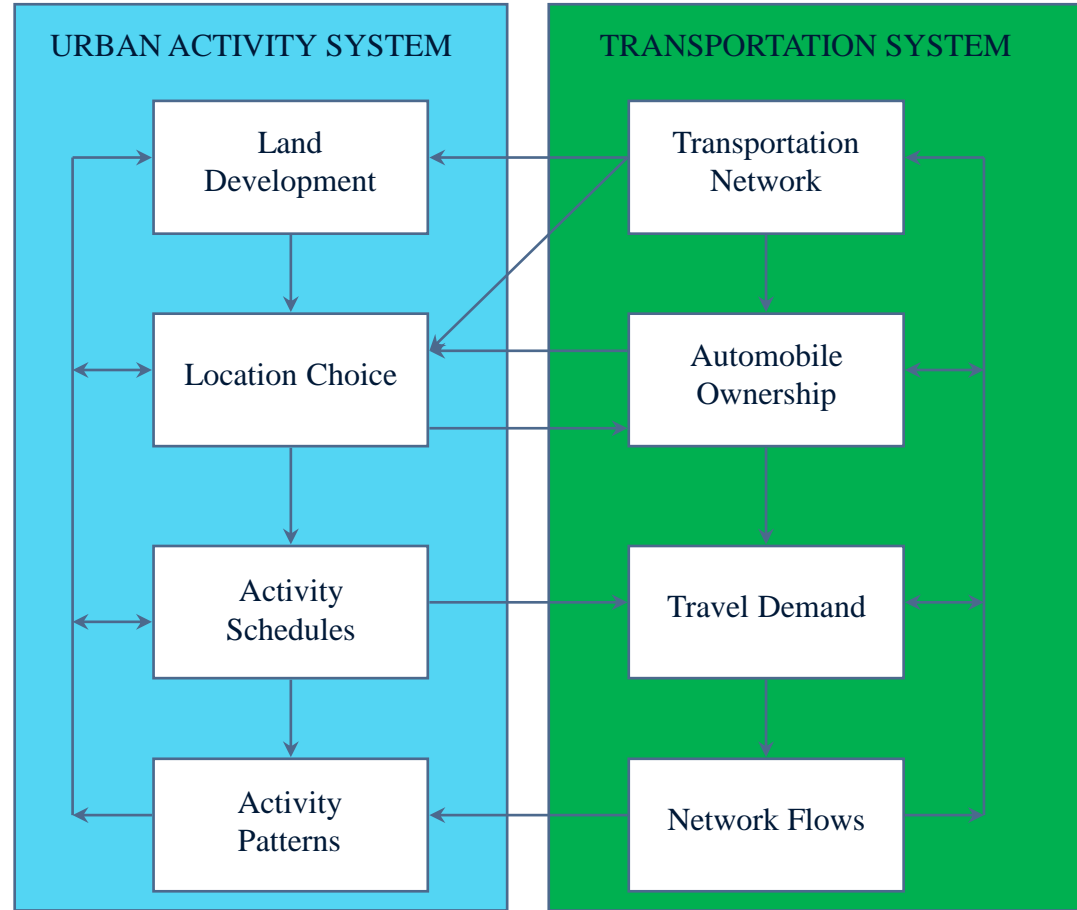 URBAN ACTIVITY SYSTEM
Land
Development
Location Choice
Activity
Schedules
Activity
Patterns
TRANSPORTATION SYSTEM
Transportation
Network
Automobile
Ownership
Travel Demand
Network Flows